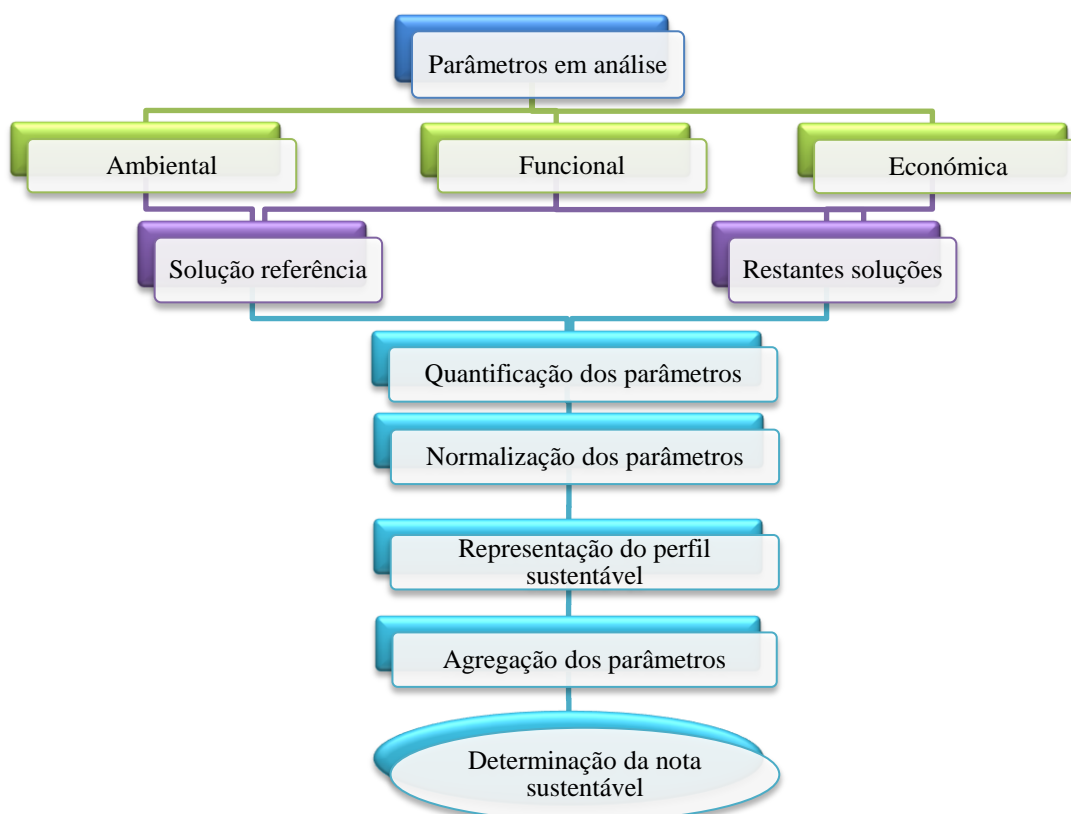 Parâmetros em análise
Ambiental
Funcional
Económica
Solução referência
Restantes soluções
Quantificação dos parâmetros
Normalização dos parâmetros
Representação do perfil
sustentável
Agregação dos parâmetros
Determinação da nota
sustentável